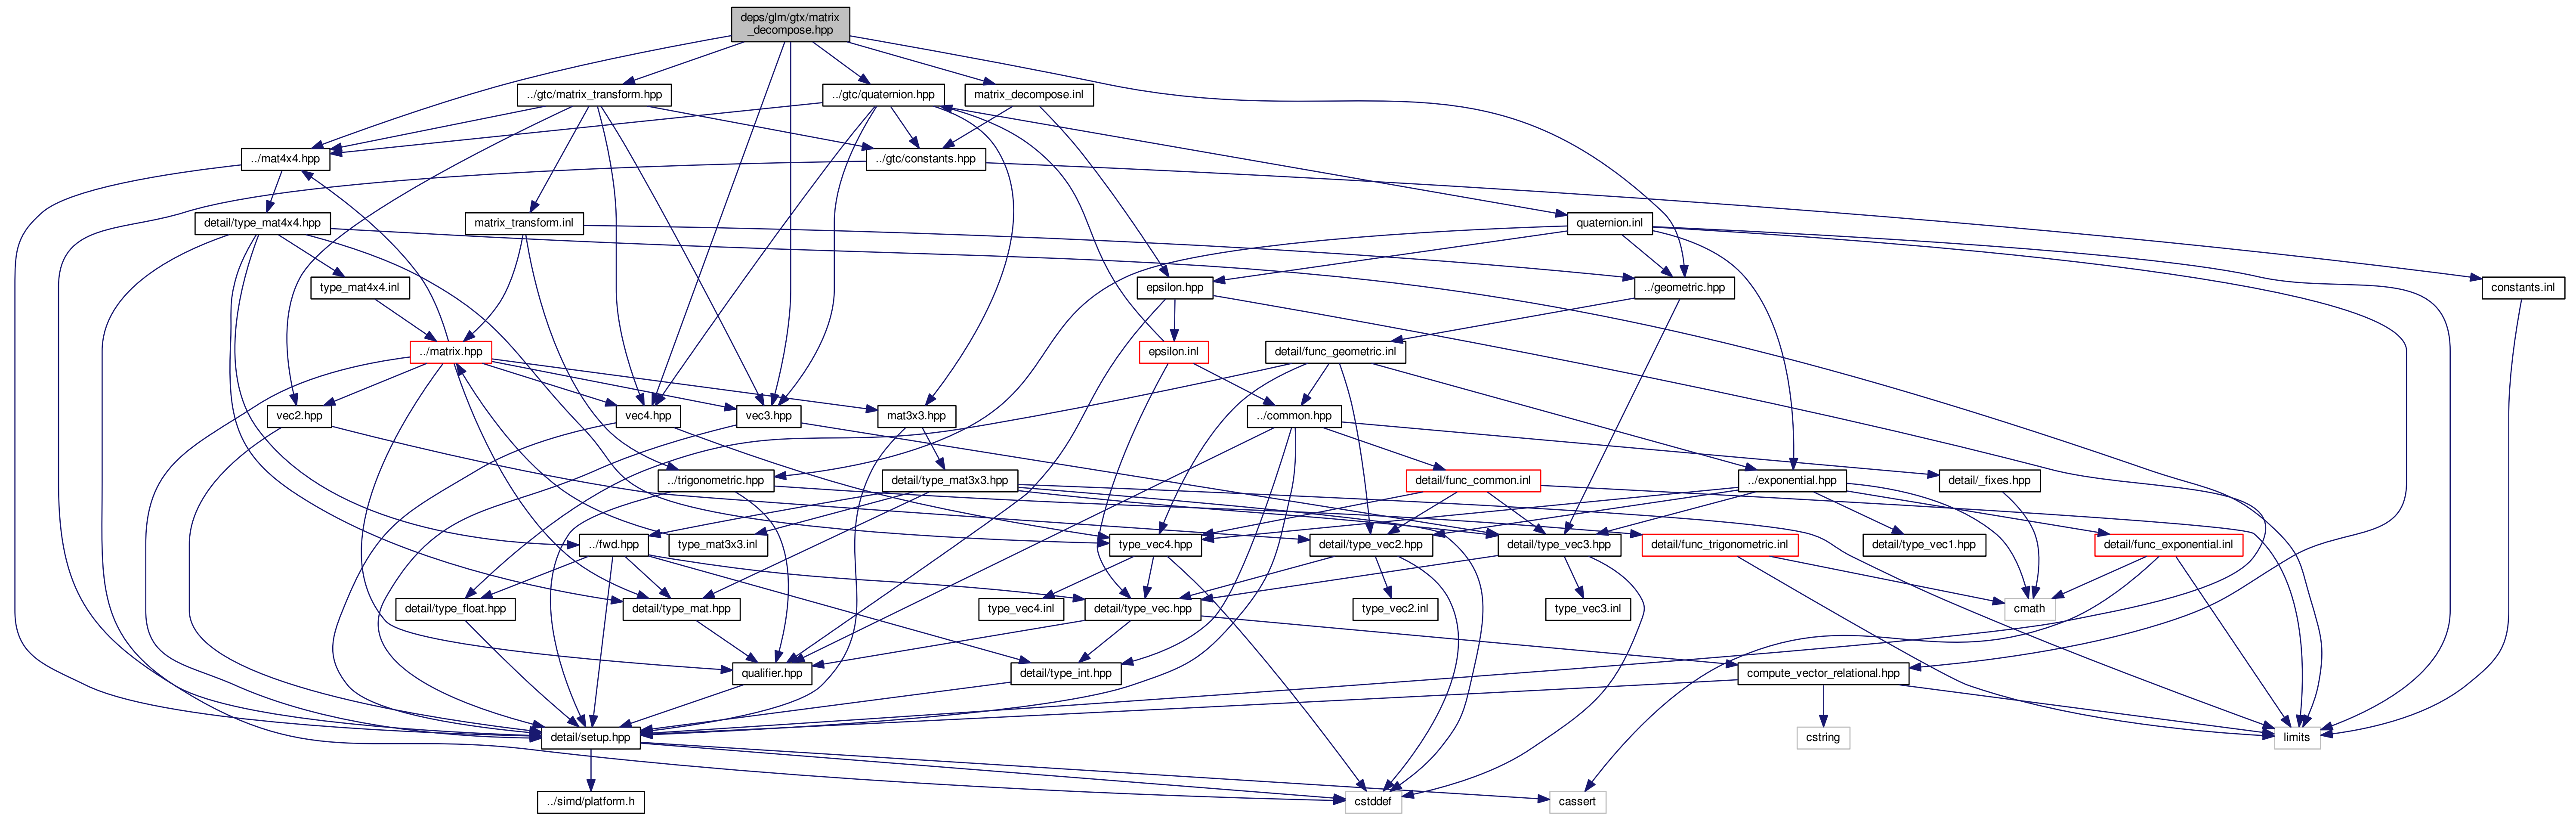 deps/glm/gtx/matrix
_decompose.hpp
../gtc/matrix_transform.hpp
../gtc/quaternion.hpp
matrix_decompose.inl
../mat4x4.hpp
../gtc/constants.hpp
detail/type_mat4x4.hpp
matrix_transform.inl
quaternion.inl
type_mat4x4.inl
epsilon.hpp
../geometric.hpp
constants.inl
../matrix.hpp
epsilon.inl
detail/func_geometric.inl
vec2.hpp
vec4.hpp
vec3.hpp
mat3x3.hpp
../common.hpp
../trigonometric.hpp
detail/type_mat3x3.hpp
detail/func_common.inl
../exponential.hpp
detail/_fixes.hpp
../fwd.hpp
type_mat3x3.inl
type_vec4.hpp
detail/type_vec2.hpp
detail/type_vec3.hpp
detail/func_trigonometric.inl
detail/type_vec1.hpp
detail/func_exponential.inl
detail/type_float.hpp
detail/type_mat.hpp
type_vec4.inl
detail/type_vec.hpp
type_vec2.inl
type_vec3.inl
cmath
qualifier.hpp
detail/type_int.hpp
compute_vector_relational.hpp
detail/setup.hpp
cstring
limits
../simd/platform.h
cstddef
cassert